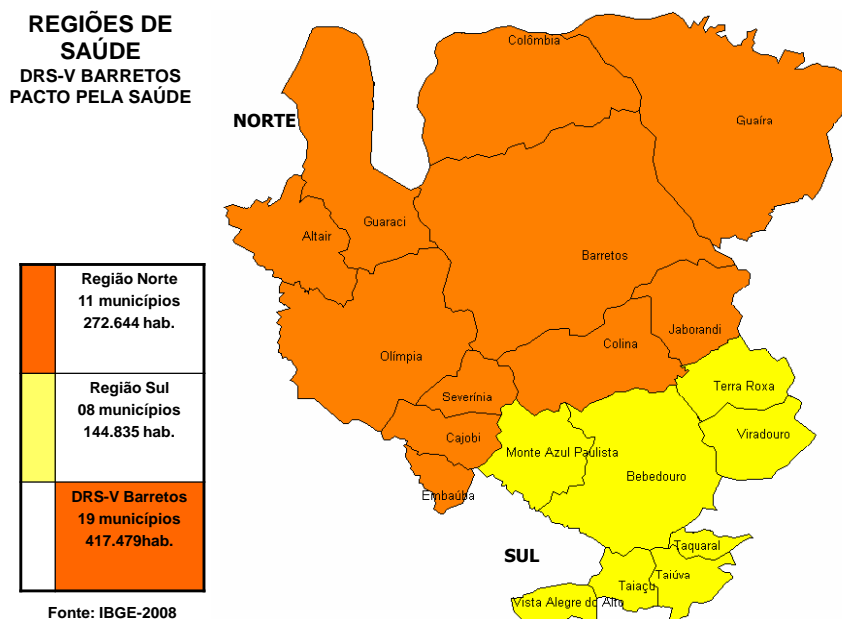 REGIÕES DE
SAÚDE
DRS-V BARRETOS
PACTO PELA SAÚDE
NORTE
Colômbia
Guaíra
Guaraci
Altair
Barretos
Jaborandi
Colina
Olímpia
Severínia
Terra Roxa
Cajobi
Viradouro
Monte Azul Paulista
Bebedouro
Embaúba
SUL
Taquaral
Taiúva
Taiaçu
Vista Alegre do Alto
Região Norte
11 municípios
272.644 hab.
Região Sul
08 municípios
144.835 hab.
DRS-V Barretos
19 municípios
417.479hab.
Fonte: IBGE-2008